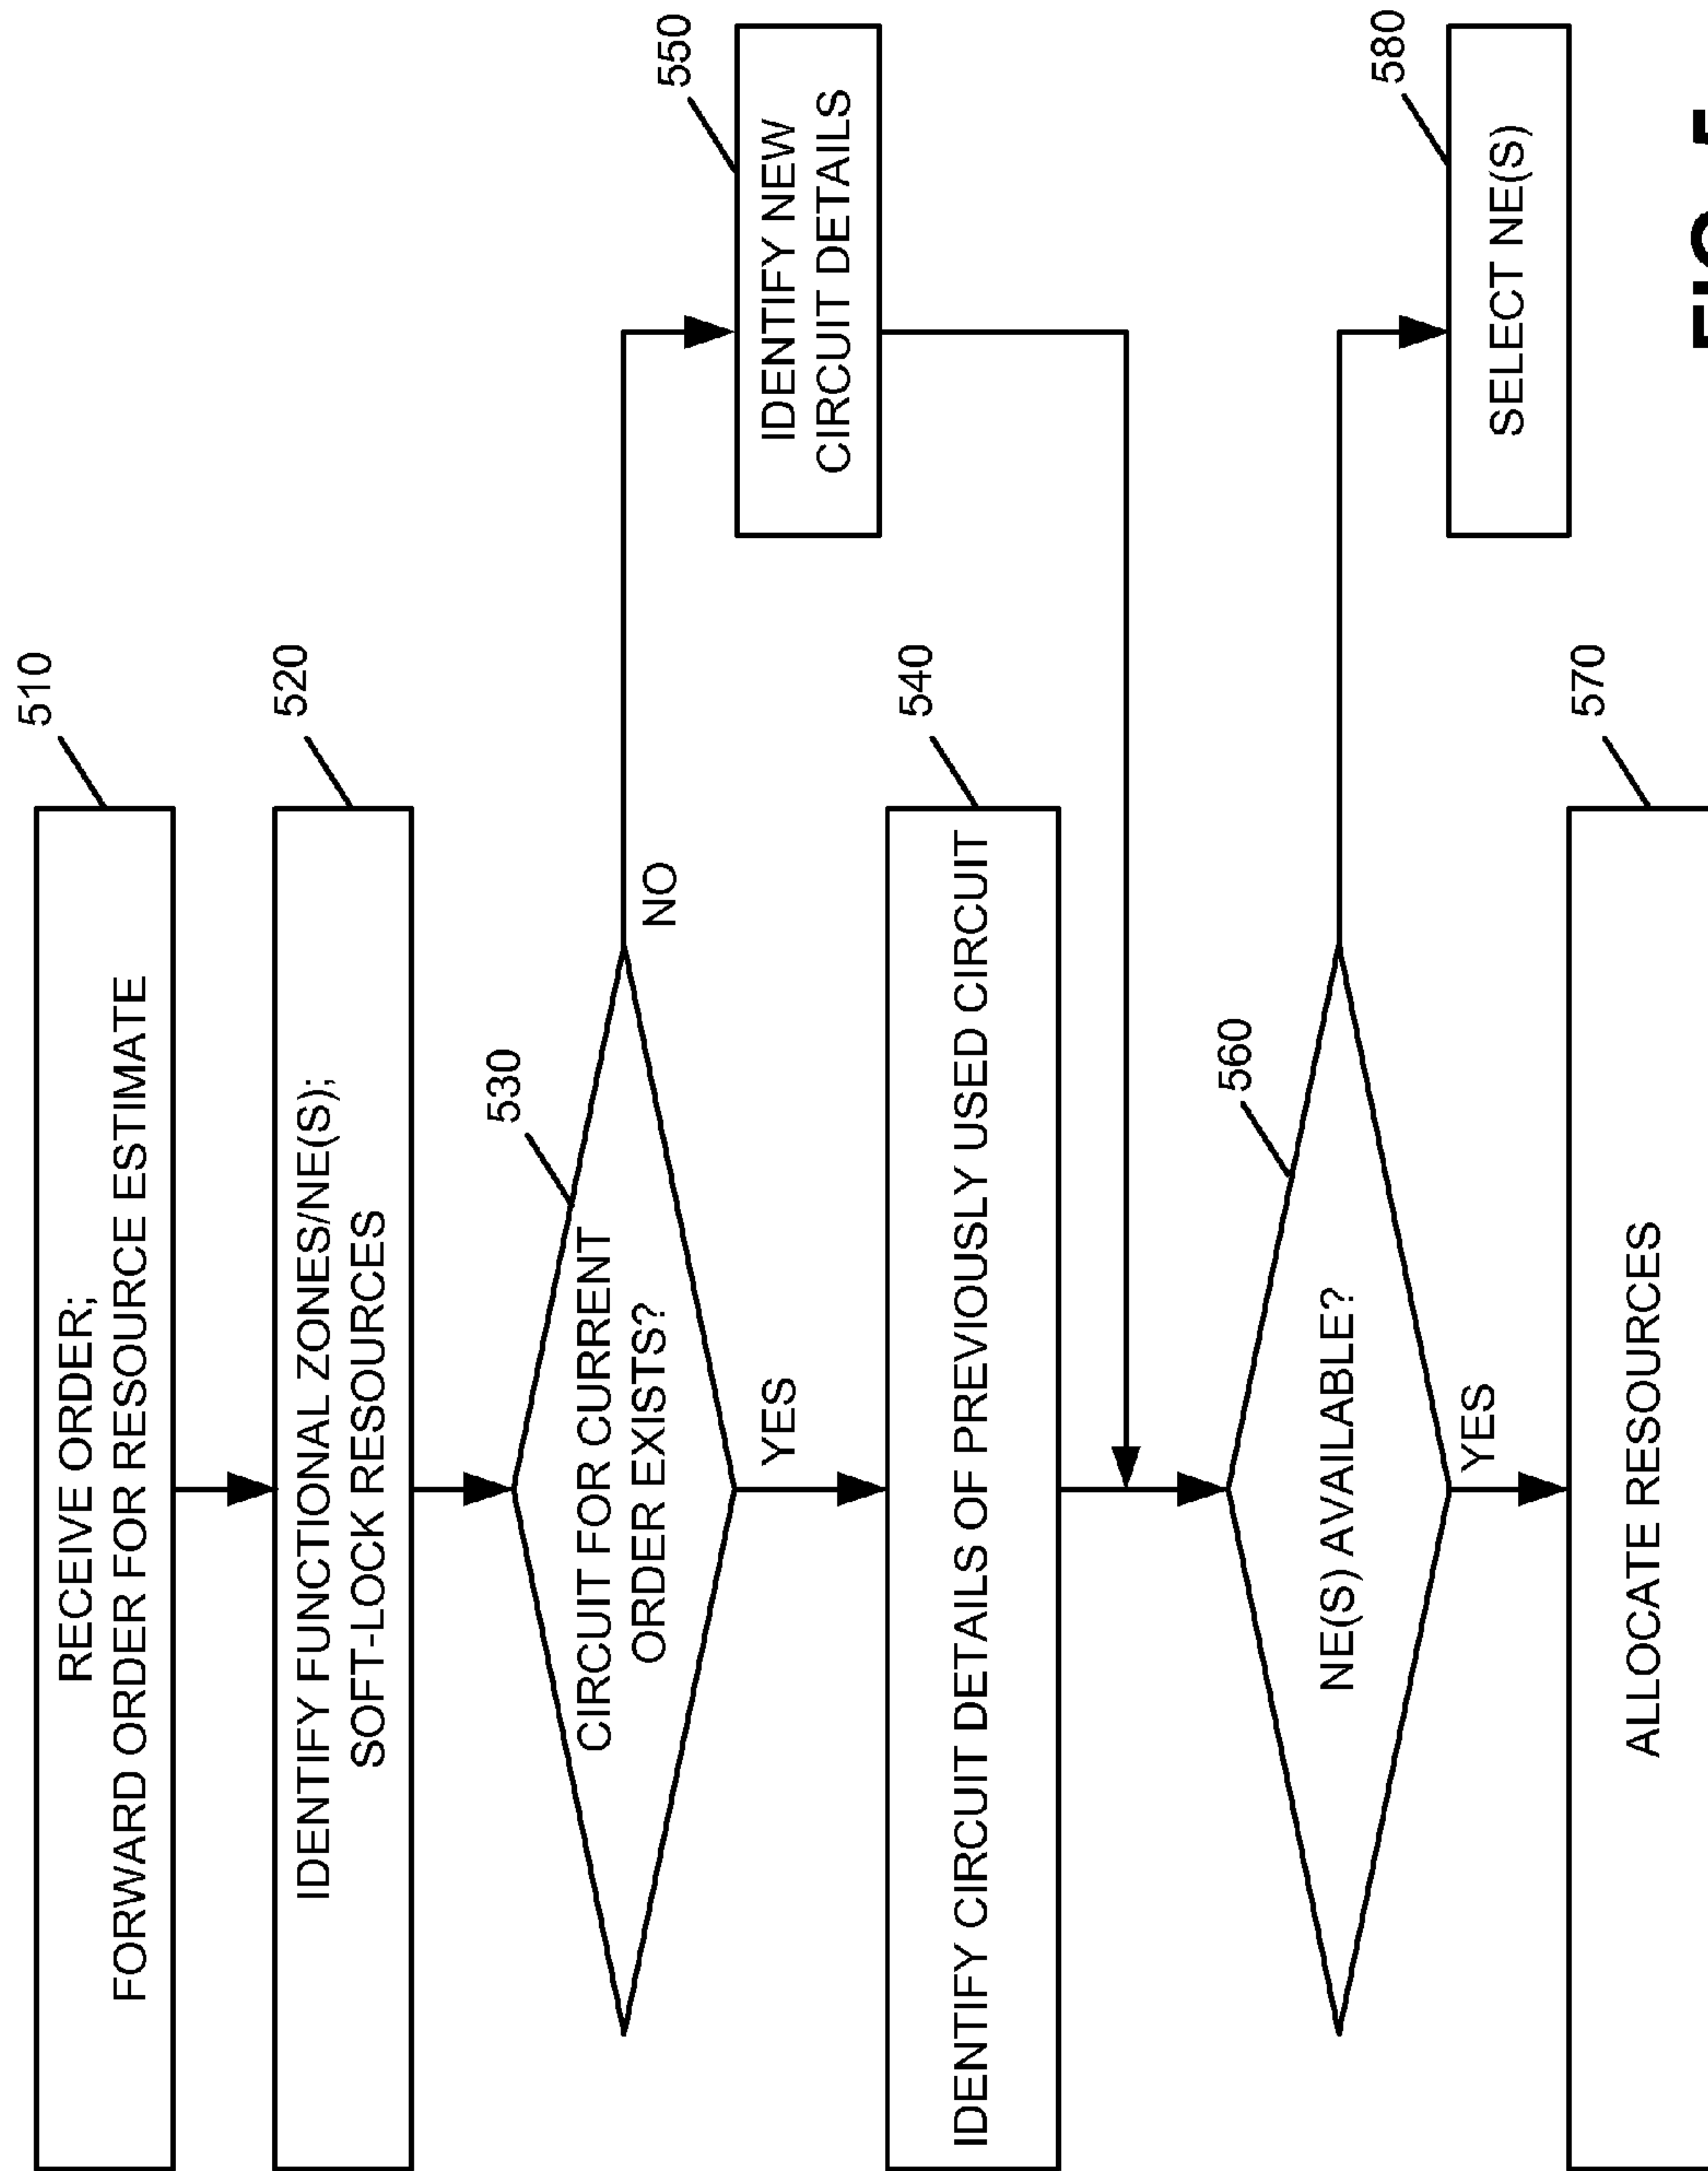 510
RECEIVE ORDER;
FORWARD ORDER FOR RESOURCE ESTIMATE
520
IDENTIFY FUNCTIONAL ZONES/NE(S);
SOFT-LOCK RESOURCES
530
CIRCUIT FOR CURRENT
ORDER EXISTS?
NO
YES
550
IDENTIFY NEW
CIRCUIT DETAILS
540
IDENTIFY CIRCUIT DETAILS OF PREVIOUSLY USED CIRCUIT
560
NE(S) AVAILABLE?
YES
580
SELECT NE(S)
570
ALLOCATE RESOURCES